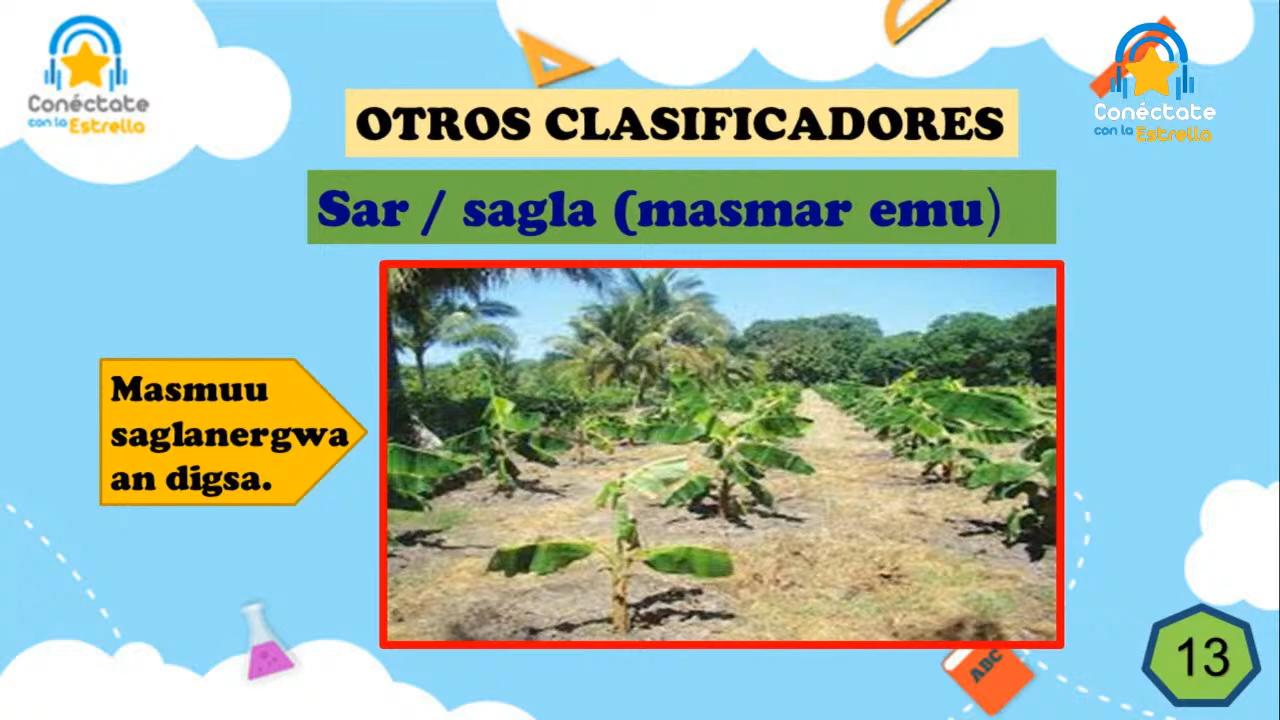 Conéctate
con la Estrella
Conéctate
con la Estrella
OTROS CLASIFICADORES
Sar / sagla (masmar emu)
Masmuu
saglanergwa
an digsa.
ABC
13